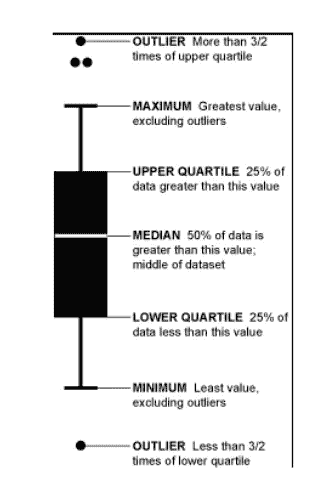 OUTLIER More than 3/2
times of upper quartile
MAXIMUM Greatest value,
excluding outliers
UPPER QUARTILE 25% of
data greater than this value
MEDIAN 50% of data is
greater than this value;
middle of dataset
LOWER QUARTILE 25% of
data less than this value
MINIMUM Least value,
excluding outliers
OUTLIER Less than 3/2
times of lower quartile